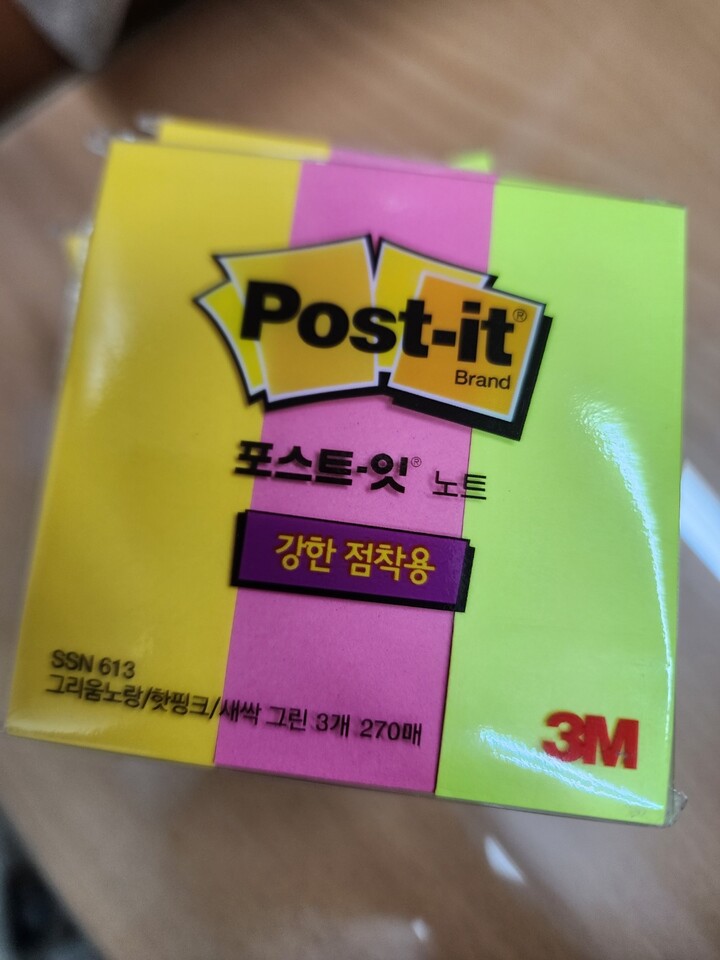 Post-it®
Brand
포스트-잇® 노트
강한 점착용
SSN 613
그리움노랑/핫핑크/새싹 그린 3개 270매
3M